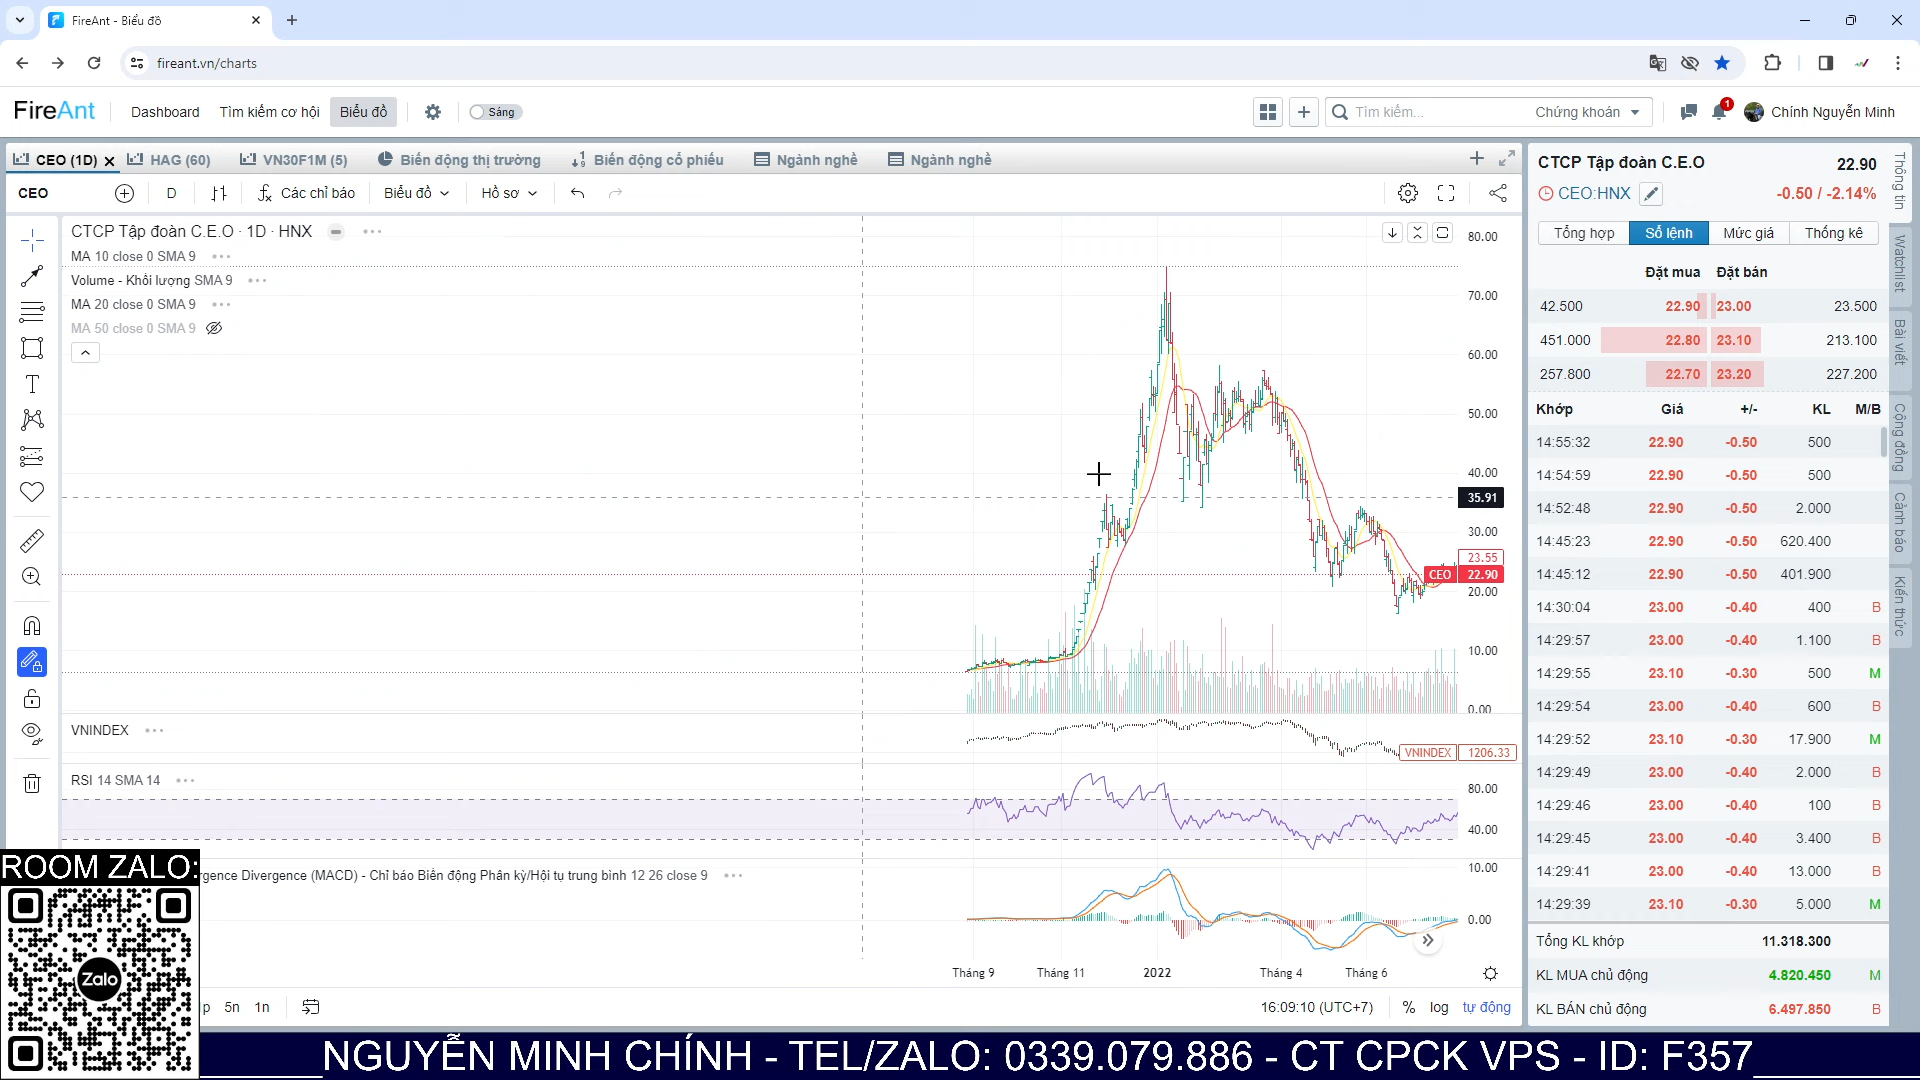 FireAnt - Biểu đồ
fireant.vn/charts
FireAnt
Dashboard
Tìm kiếm cơ hội
Biểu đồ
Sáng
Tìm kiếm...
Chứng khoán
1
Chính Nguyễn Minh
CEO (1D)
HAG (60)
VN30F1M (5)
Biến động thị trường
Biến động cổ phiếu
Ngành nghề
Ngành nghề
CEO
D
Các chỉ báo
Biểu đồ
Hồ sơ
CTCP Tập đoàn C.E.O · 1D · HNX
MA 10 close 0 SMA 9
Volume - Khối lượng SMA 9
MA 20 close 0 SMA 9
MA 50 close 0 SMA 9
80.00
70.00
60.00
50.00
40.00
35.91
30.00
23.55
CEO 22.90
20.00
10.00
0.00
VNINDEX
VNINDEX 1206.33
RSI 14 SMA 14
80.00
40.00
rgence Divergence (MACD) - Chỉ báo Biến động Phân kỳ/Hội tụ trung bình 12 26 close 9
10.00
0.00
Tháng 9
Tháng 11
2022
Tháng 4
Tháng 6
5n
1n
16:09:10 (UTC+7)
%
log
tự động
CTCP Tập đoàn C.E.O
22.90
CEO:HNX
-0.50 / -2.14%
Tổng hợp
Sổ lệnh
Mức giá
Thống kê
Đặt mua Đặt bán
42.500 22.90 23.00 23.500
451.000 22.80 23.10 213.100
257.800 22.70 23.20 227.200
Khớp Giá +/- KL M/B
14:55:32 22.90 -0.50 500
14:54:59 22.90 -0.50 500
14:52:48 22.90 -0.50 2.000
14:45:23 22.90 -0.50 620.400
14:45:12 22.90 -0.50 401.900
14:30:04 23.00 -0.40 400 B
14:29:57 23.00 -0.40 1.100 B
14:29:55 23.10 -0.30 500 M
14:29:54 23.00 -0.40 600 B
14:29:52 23.10 -0.30 17.900 M
14:29:49 23.00 -0.40 2.000 B
14:29:46 23.00 -0.40 100 B
14:29:45 23.00 -0.40 3.400 B
14:29:41 23.00 -0.40 13.000 B
14:29:39 23.10 -0.30 5.000 M
Tổng KL khớp 11.318.300
KL MUA chủ động 4.820.450 M
KL BÁN chủ động 6.497.850 B
Thông tin
Watchlist
Bài viết
Cộng đồng
Cảnh báo
Kiến thức
ROOM ZALO:
Zalo
NGUYỄN MINH CHÍNH - TEL/ZALO: 0339.079.886 - CT CPCK VPS - ID: F357